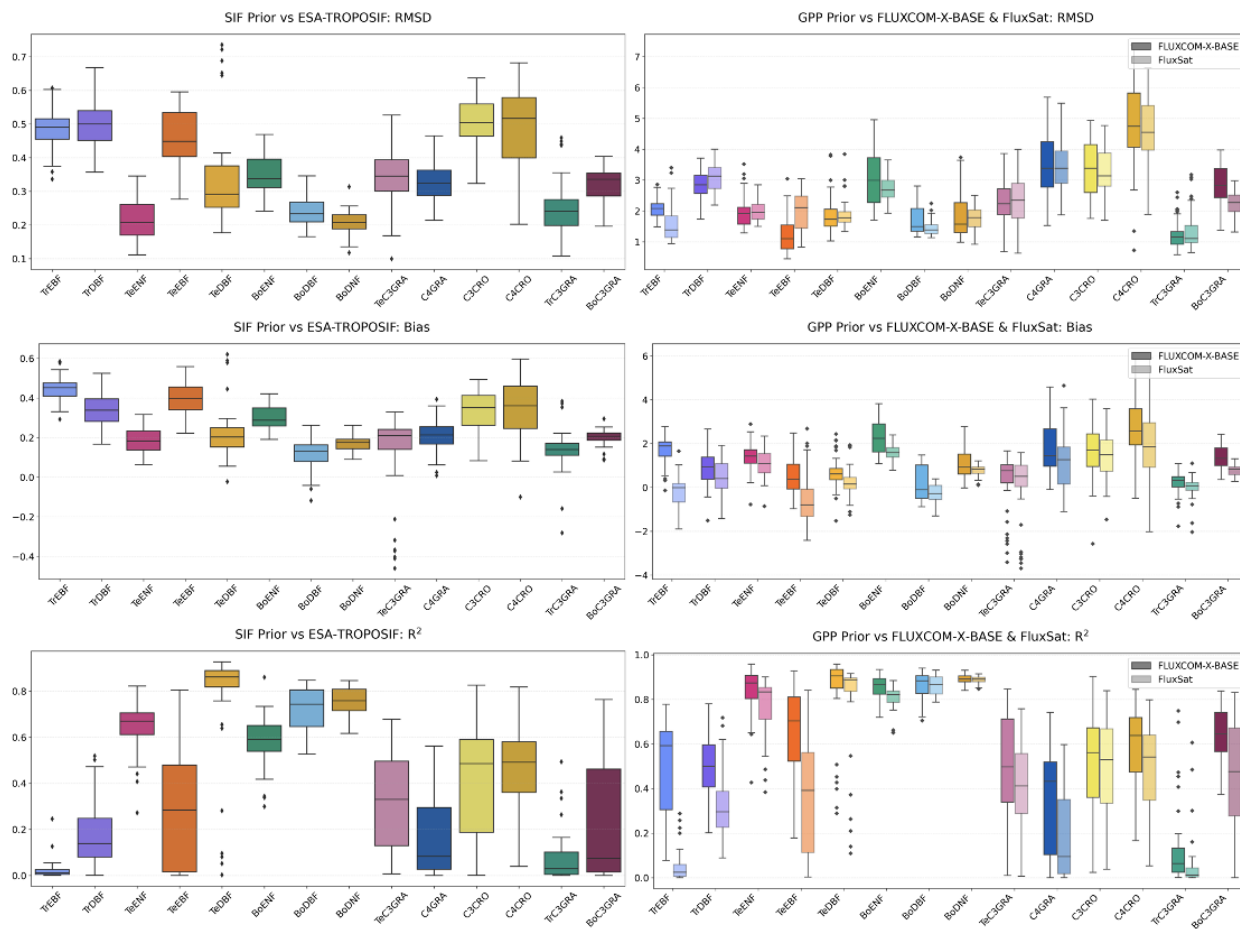 SIF Prior vs ESA-TROPOSIF: RMSD
0.7
0.6
0.5
0.4
0.3
0.2
0.1
TrEBF TrDBF TeENF TeEBF TeDBF BoENF BoDBF BoDNF TeC3GRA C4GRA C3CRO C4CRO TrC3GRA BoC3GRA
GPP Prior vs FLUXCOM-X-BASE & FluxSat: RMSD
FLUXCOM-X-BASE
FluxSat
7
6
5
4
3
2
1
TrEBF TrDBF TeENF TeEBF TeDBF BoENF BoDBF BoDNF TeC3GRA C4GRA C3CRO C4CRO TrC3GRA BoC3GRA
SIF Prior vs ESA-TROPOSIF: Bias
0.6
0.4
0.2
0.0
−0.2
−0.4
TrEBF TrDBF TeENF TeEBF TeDBF BoENF BoDBF BoDNF TeC3GRA C4GRA C3CRO C4CRO TrC3GRA BoC3GRA
GPP Prior vs FLUXCOM-X-BASE & FluxSat: Bias
FLUXCOM-X-BASE
FluxSat
6
4
2
0
−2
−4
TrEBF TrDBF TeENF TeEBF TeDBF BoENF BoDBF BoDNF TeC3GRA C4GRA C3CRO C4CRO TrC3GRA BoC3GRA
SIF Prior vs ESA-TROPOSIF: R²
0.8
0.6
0.4
0.2
0.0
TrEBF TrDBF TeENF TeEBF TeDBF BoENF BoDBF BoDNF TeC3GRA C4GRA C3CRO C4CRO TrC3GRA BoC3GRA
GPP Prior vs FLUXCOM-X-BASE & FluxSat: R²
FLUXCOM-X-BASE
FluxSat
1.0
0.8
0.6
0.4
0.2
0.0
TrEBF TrDBF TeENF TeEBF TeDBF BoENF BoDBF BoDNF TeC3GRA C4GRA C3CRO C4CRO TrC3GRA BoC3GRA